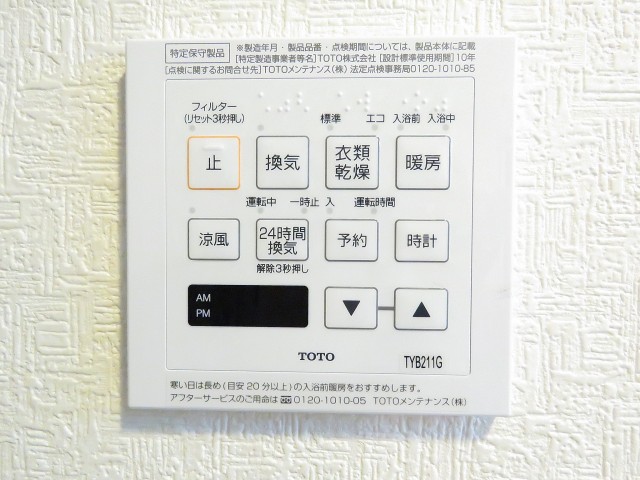 特定保守製品
※製造年月・製品品番・点検期間については、製品本体に記載
[特定製造事業者等名]TOTO株式会社 [設計標準使用期間]10年
[点検に関するお問合せ先]TOTOメンテナンス(株) 法定点検事務局0120-1010-85
フィルター
(リセット3秒押し) 標準 エコ 入浴前 入浴中
止 換気 衣類乾燥 暖房
運転中 一時止 入 運転時間
涼風 24時間換気 予約 時計
解除3秒押し
AM
PM
▼ ▲
TOTO TYB211G
寒い日は長め(目安20分以上)の入浴前暖房をおすすめします。
アフターサービスのご用命は 0120-1010-05 TOTOメンテナンス(株)